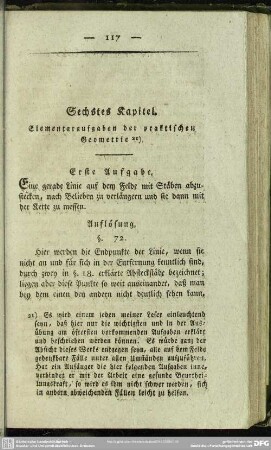 — 117 —
Sechstes Kapitel.
Elementaraufgaben der praktischen
Geometrie 21).
Erste Aufgabe.
Eine gerade Linie auf dem Felde mit Stäben abzu-
stecken, nach Belieben zu verlängern und sie dann mit
der Kette zu messen.
Auflösung.
§. 72.
Hier werden die Endpunkte der Linie, wenn sie
nicht an und für sich in der Entfernung kenntlich sind,
durch zwey in §. 18. erklärte Absteckstäbe bezeichnet;
liegen aber diese Punkte so weit auseinander, daß man
bey dem einen den andern nicht deutlich sehen kann,
21) Es wird einem jeden meiner Leser einleuchtend
seyn, daß hier nur die wichtigsten und in der Aus-
übung am öftersten vorkommenden Aufgaben erklärt
und beschrieben werden können. Es würde ganz der
Absicht dieses Werks entgegen seyn, alle auf dem Felde
gedenkbare Fälle unter allen Umständen aufzuführen.
Hat ein Anfänger die hier folgenden Aufgaben inne,
verbindet er mit der Arbeit eine gesunde Beurthei-
lungskraft, so wird es ihm nicht schwer werden, sich
in andern abweichenden Fällen leicht zu helfen.